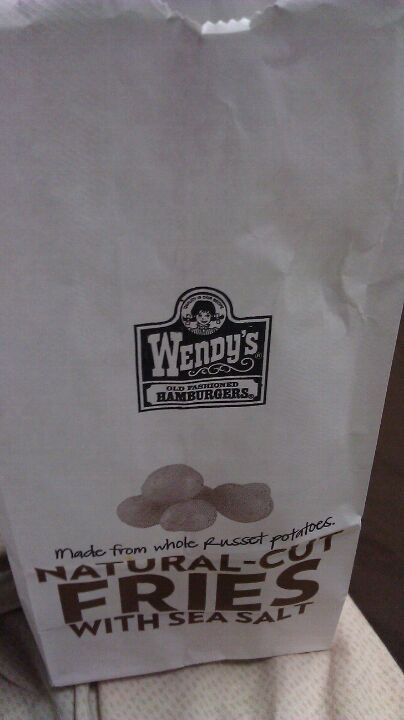 WENDY'S®
OLD FASHIONED
HAMBURGERS®
Made from whole Russet potatoes.
NATURAL-CUT
FRIES
WITH SEA SALT